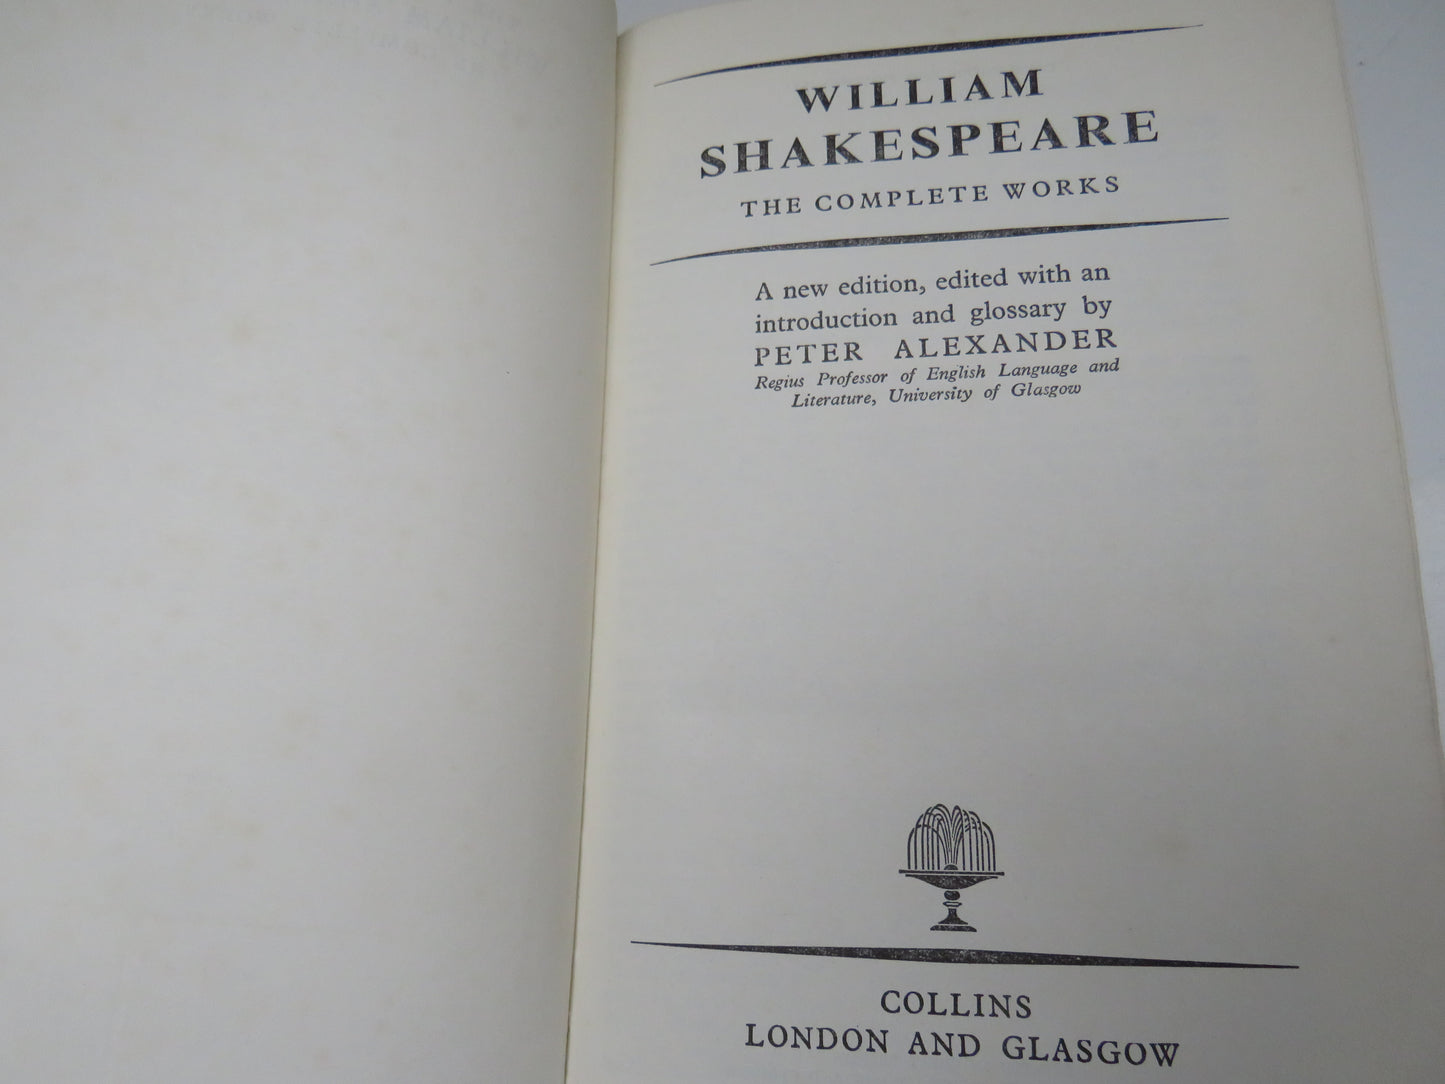 WILLIAM
SHAKESPEARE
THE COMPLETE WORKS
A new edition, edited with an
introduction and glossary by
PETER ALEXANDER
Regius Professor of English Language and
Literature, University of Glasgow
COLLINS
LONDON AND GLASGOW